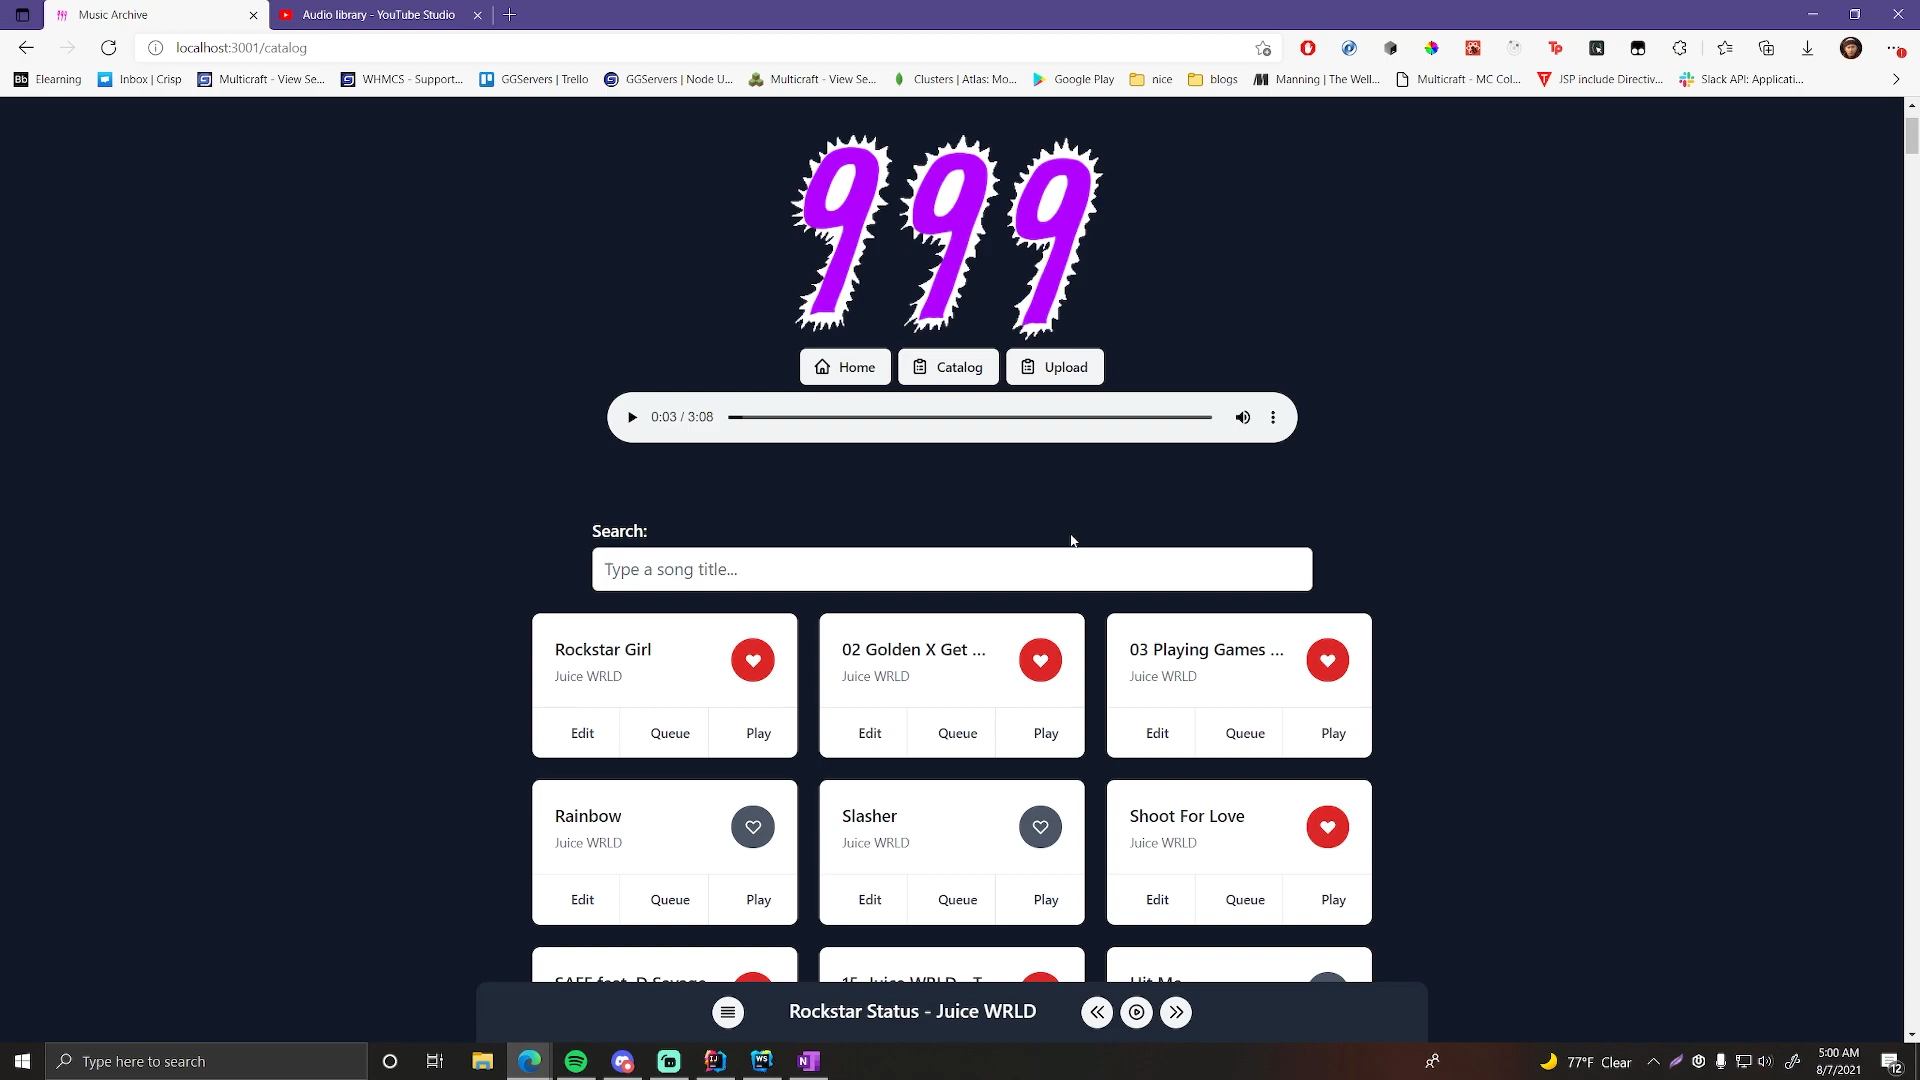 Music Archive
Audio library - YouTube Studio
localhost:3001/catalog
Bb Elearning
Inbox | Crisp
Multicraft - View Se...
WHMCS - Support...
GGServers | Trello
GGServers | Node U...
Multicraft - View Se...
Clusters | Atlas: Mo...
Google Play
nice
blogs
Manning | The Well...
Multicraft - MC Col...
JSP include Directiv...
Slack API: Applicati...
999
Home
Catalog
Upload
0:03 / 3:08
Search:
Type a song title...
Rockstar Girl
Juice WRLD
Edit
Queue
Play
02 Golden X Get ...
Juice WRLD
Edit
Queue
Play
03 Playing Games ...
Juice WRLD
Edit
Queue
Play
Rainbow
Juice WRLD
Edit
Queue
Play
Slasher
Juice WRLD
Edit
Queue
Play
Shoot For Love
Juice WRLD
Edit
Queue
Play
Rockstar Status - Juice WRLD
Type here to search
77°F Clear
5:00 AM
8/7/2021
12